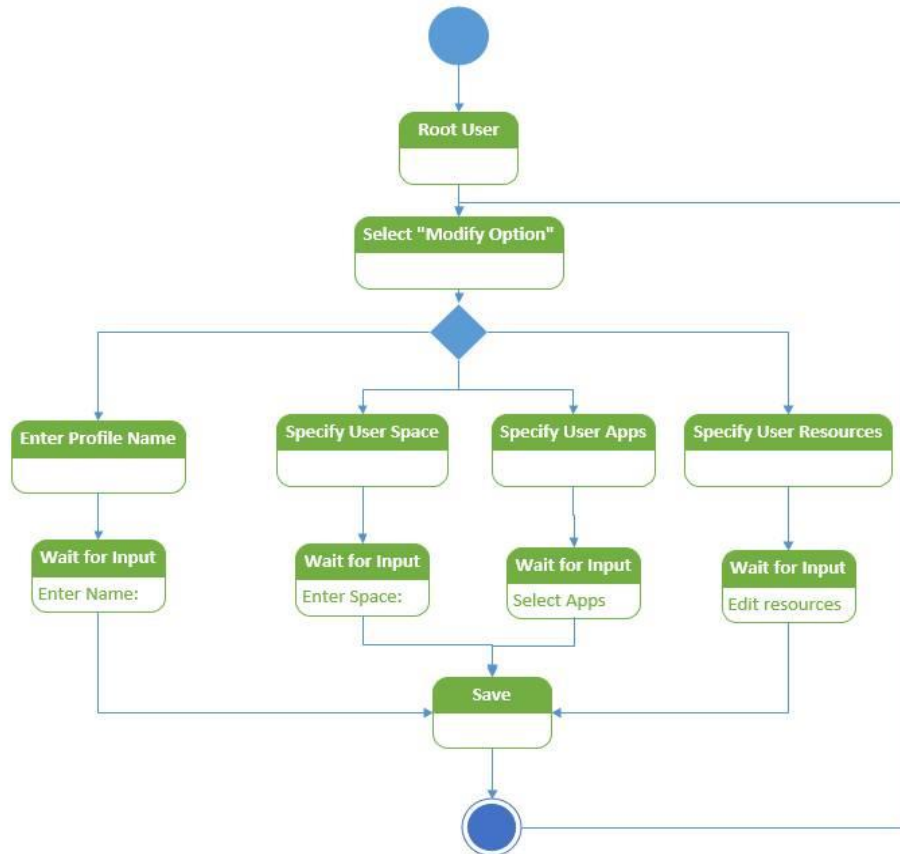 Root User
Select "Modify Option"
Enter Profile Name
Specify User Space
Specify User Apps
Specify User Resources
Wait for Input
Enter Name:
Wait for Input
Enter Space:
Wait for Input
Select Apps
Wait for Input
Edit resources
Save